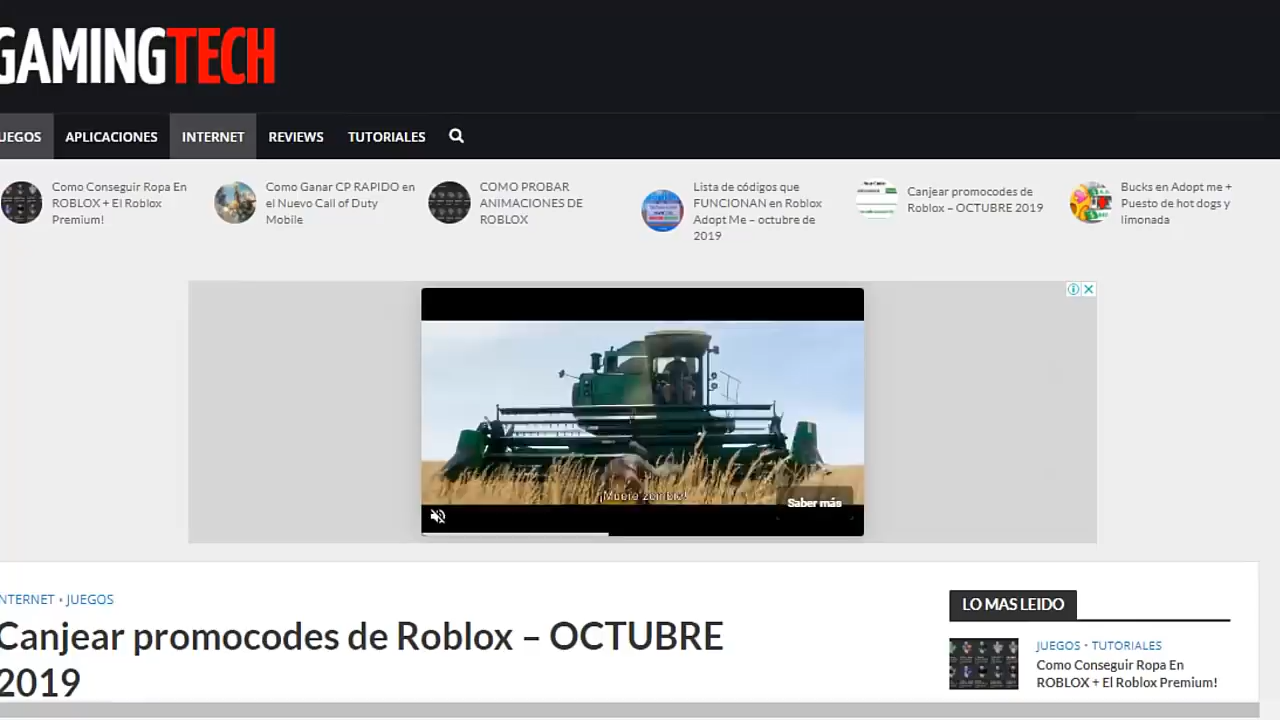 GAMINGTECH
UEGOS APLICACIONES INTERNET REVIEWS TUTORIALES
Como Conseguir Ropa En
ROBLOX + El Roblox
Premium!
Como Ganar CP RAPIDO en
el Nuevo Call of Duty
Mobile
COMO PROBAR
ANIMACIONES DE
ROBLOX
Lista de códigos que
FUNCIONAN en Roblox
Adopt Me – octubre de
2019
Canjear promocodes de
Roblox – OCTUBRE 2019
Bucks en Adopt me +
Puesto de hot dogs y
limonada
¡Muere zombie!
Saber más
NTERNET • JUEGOS
Canjear promocodes de Roblox – OCTUBRE
2019
LO MAS LEIDO
JUEGOS • TUTORIALES
Como Conseguir Ropa En
ROBLOX + El Roblox Premium!